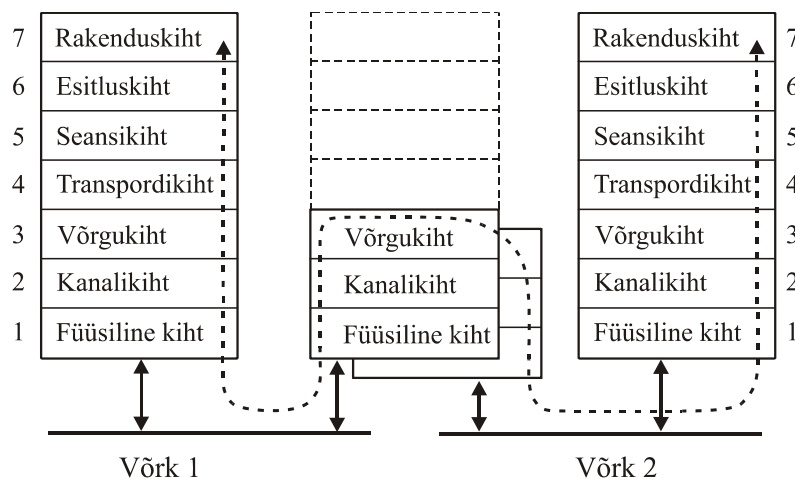 7 Rakenduskiht
6 Esitluskiht
5 Seansikiht
4 Transpordikiht
3 Võrgukiht
2 Kanalikiht
1 Füüsiline kiht
Võrgukiht
Kanalikiht
Füüsiline kiht
Rakenduskiht 7
Esitluskiht 6
Seansikiht 5
Transpordikiht 4
Võrgukiht 3
Kanalikiht 2
Füüsiline kiht 1
Võrk 1
Võrk 2